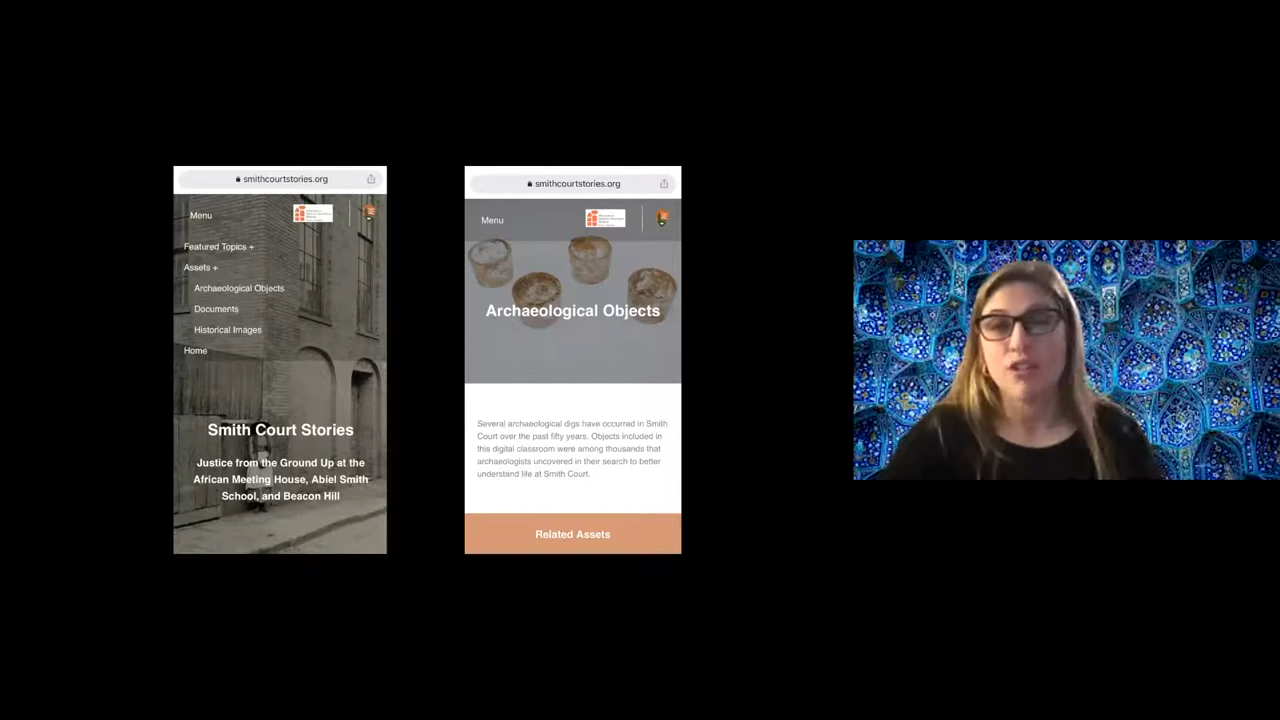 smithcourtstories.org
Menu
Featured Topics +
Assets +
Archaeological Objects
Documents
Historical Images
Home
Smith Court Stories
Justice from the Ground Up at the
African Meeting House, Abiel Smith
School, and Beacon Hill
smithcourtstories.org
Menu
Archaeological Objects
Several archaeological digs have occurred in Smith
Court over the past fifty years. Objects included in
this digital classroom were among thousands that
archaeologists uncovered in their search to better
understand life at Smith Court.
Related Assets